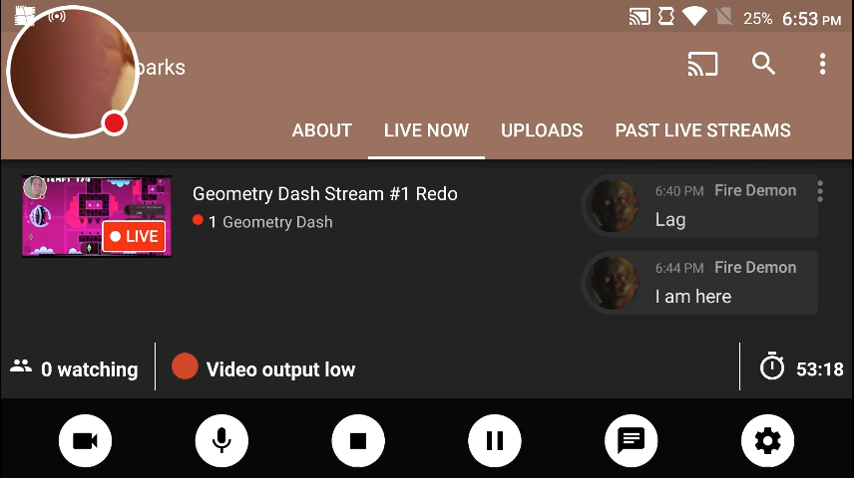 25% 6:53 PM
parks
ABOUT LIVE NOW UPLOADS PAST LIVE STREAMS
LIVE
Geometry Dash Stream #1 Redo
1 Geometry Dash
6:40 PM Fire Demon
Lag
6:44 PM Fire Demon
I am here
0 watching
Video output low
53:18